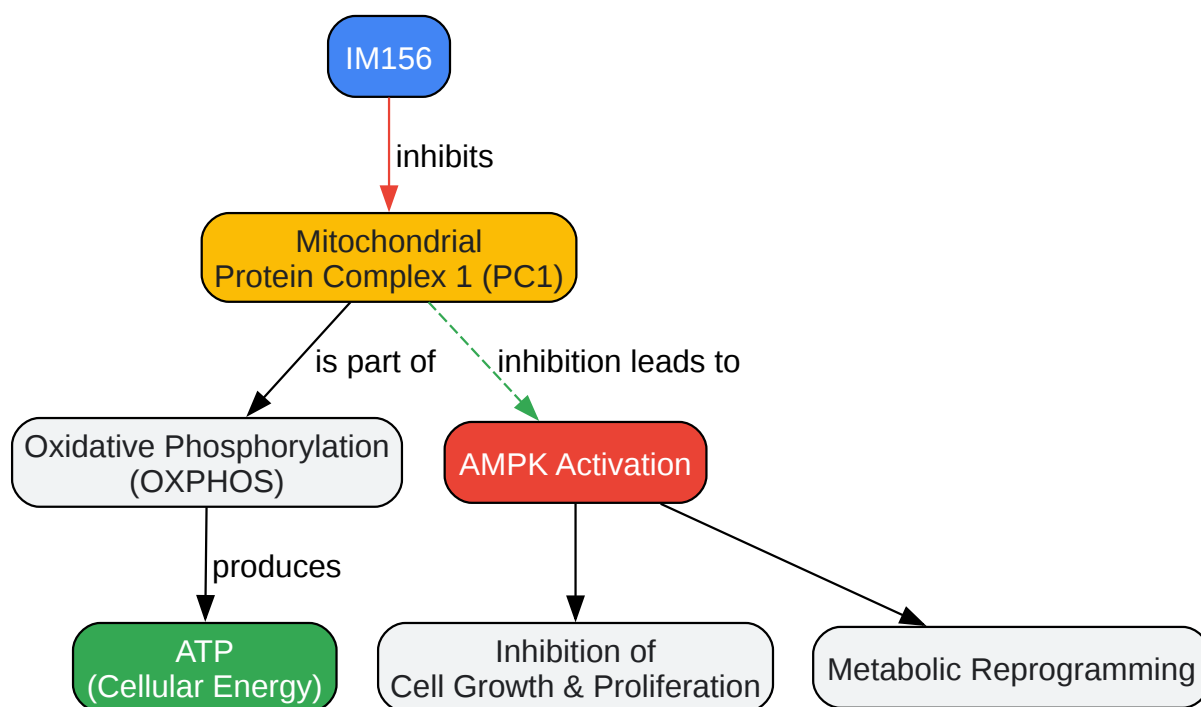 IM156
inhibits
Mitochondrial
Protein Complex 1 (PC1)
is part of
inhibition leads to
Oxidative Phosphorylation
(OXPHOS)
AMPK Activation
produces
ATP
(Cellular Energy)
Inhibition of
Cell Growth & Proliferation
Metabolic Reprogramming